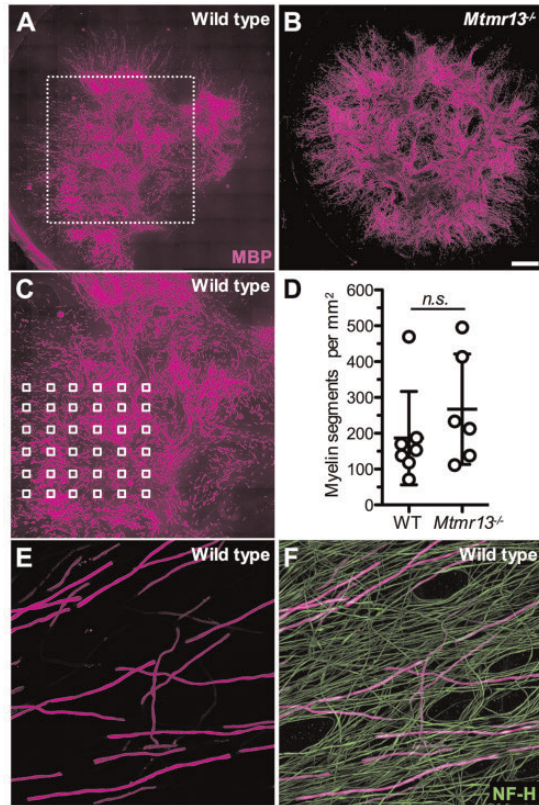 A Wild type
MBP
B Mtmr13-/-
C Wild type
D
n.s.
Myelin segments per mm²
600
500
400
300
200
100
0
WT Mtmr13-/-
E Wild type
F Wild type
NF-H